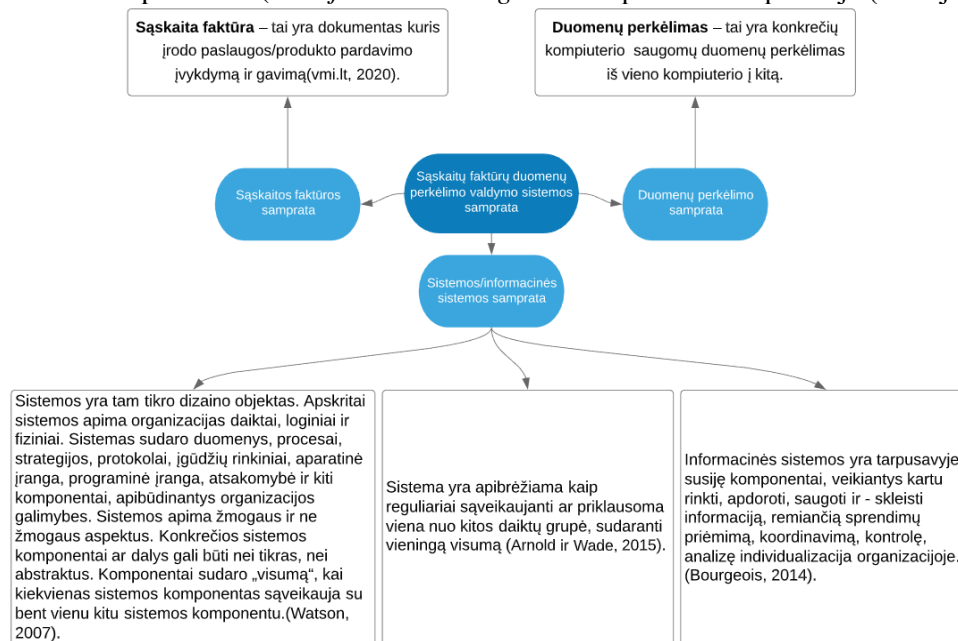 Sąskaita faktūra – tai yra dokumentas kuris
įrodo paslaugos/produkto pardavimo
įvykdymą ir gavimą(vmi.lt, 2020).
Duomenų perkėlimas – tai yra konkrečių
kompiuterio saugomų duomenų perkėlimas
iš vieno kompiuterio į kitą.
Sąskaitos faktūros
samprata
Sąskaitų faktūrų duomenų
perkėlimo valdymo sistemos
samprata
Duomenų perkėlimo
samprata
Sistemos/informacinės
sistemos samprata
Sistemos yra tam tikro dizaino objektas. Apskritai
sistemos apima organizacijas daiktai, loginiai ir
fiziniai. Sistemas sudaro duomenys, procesai,
strategijos, protokolai, įgūdžių rinkiniai, aparatinė
įranga, programinė įranga, atsakomybė ir kiti
komponentai, apibūdinantys organizacijos
galimybes. Sistemos apima žmogaus ir ne
žmogaus aspektus. Konkrečios sistemos
komponentai ar dalys gali būti nei tikras, nei
abstraktus. Komponentai sudaro „visumą“, kai
kiekvienas sistemos komponentas sąveikauja su
bent vienu kitu sistemos komponentu.(Watson,
2007).
Sistema yra apibrėžiama kaip
reguliariai sąveikaujanti ar priklausoma
viena nuo kitos daiktų grupė, sudaranti
vieningą visumą (Arnold ir Wade, 2015).
Informacinės sistemos yra tarpusavyje
susiję komponentai, veikiantys kartu
rinkti, apdoroti, saugoti ir - skleisti
informaciją, remiančią sprendimų
priėmimą, koordinavimą, kontrolę,
analizę individualizacija organizacijoje.
(Bourgeois, 2014).